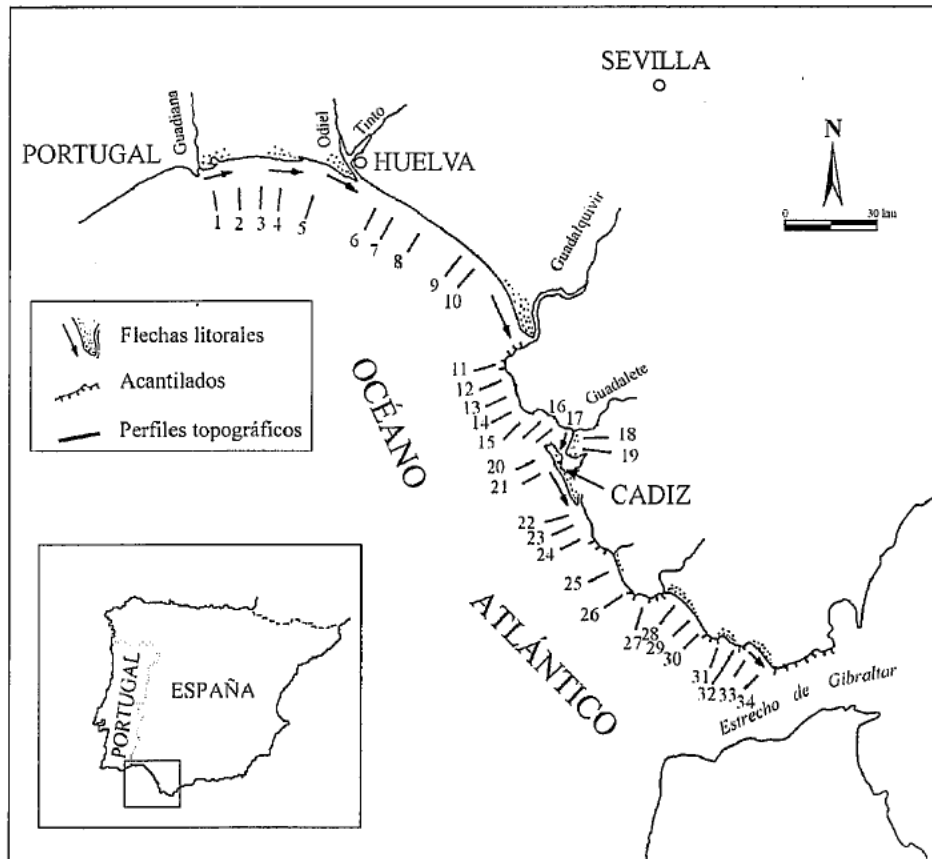 SEVILLA
N
0 30 km
Guadiana
Odiel
Tinto
PORTUGAL
HUELVA
Guadalquivir
1
2
3
4
5
6
7
8
9
10
Flechas litorales
Acantilados
Perfiles topográficos
OCÉANO
ATLÁNTICO
Guadalete
11
12
13
14
15
16
17
18
19
20
21
CADIZ
22
23
24
25
26
27
28
29
30
31
32
33
34
Estrecho de Gibraltar
PORTUGAL
ESPAÑA